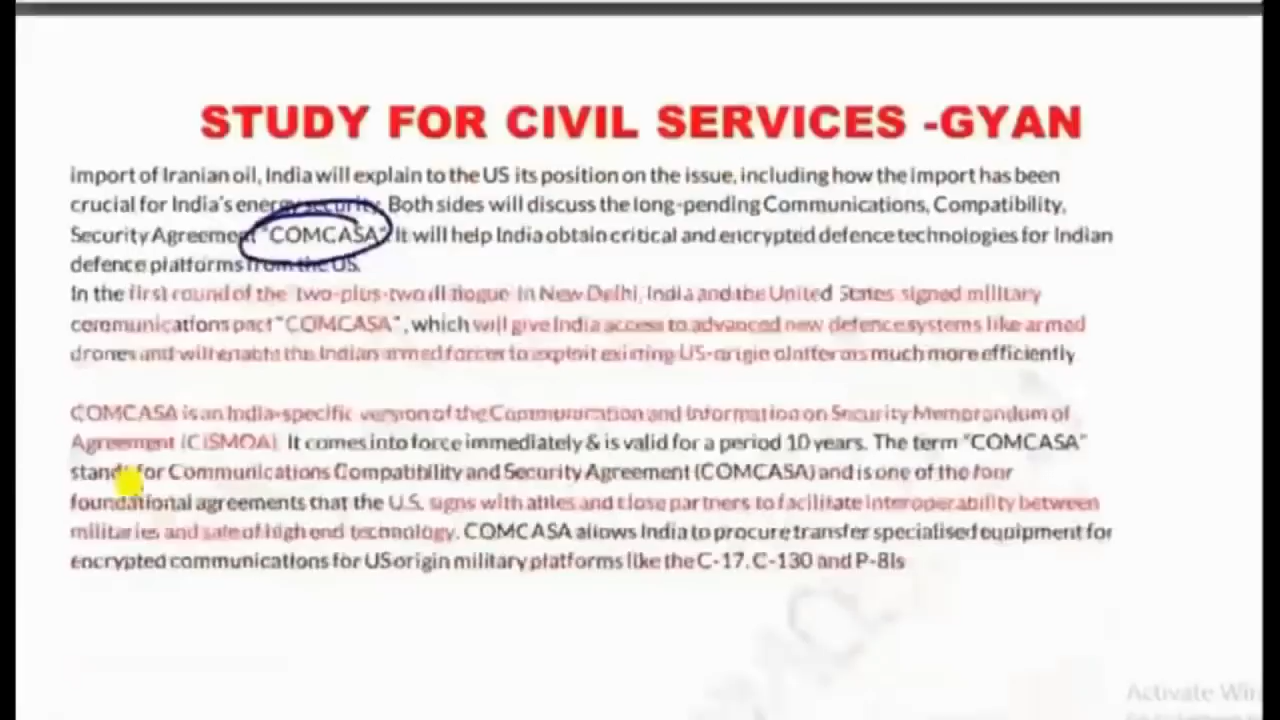 STUDY FOR CIVIL SERVICES -GYAN
import of Iranian oil, India will explain to the US its position on the issue, including how the import has been
crucial for India's energy security. Both sides will discuss the long-pending Communications, Compatibility,
Security Agreement "COMCASA" It will help India obtain critical and encrypted defence technologies for Indian
defence platforms from the US.
In the first round of the two-plus-two dialogue in New Delhi, India and the United States signed military
communications pact "COMCASA", which will give India access to advanced new defence systems like armed
drones and will enable the Indian armed forces to exploit existing US-origin platforms much more efficiently
COMCASA is an India-specific version of the Communication and Information on Security Memorandum of
Agreement (CISMOA). It comes into force immediately & is valid for a period 10 years. The term "COMCASA"
stands for Communications Compatibility and Security Agreement (COMCASA) and is one of the four
foundational agreements that the U.S. signs with allies and close partners to facilitate interoperability between
militaries and sale of high end technology. COMCASA allows India to procure transfer specialised equipment for
encrypted communications for US origin military platforms like the C-17, C-130 and P-8Is
Activate Win